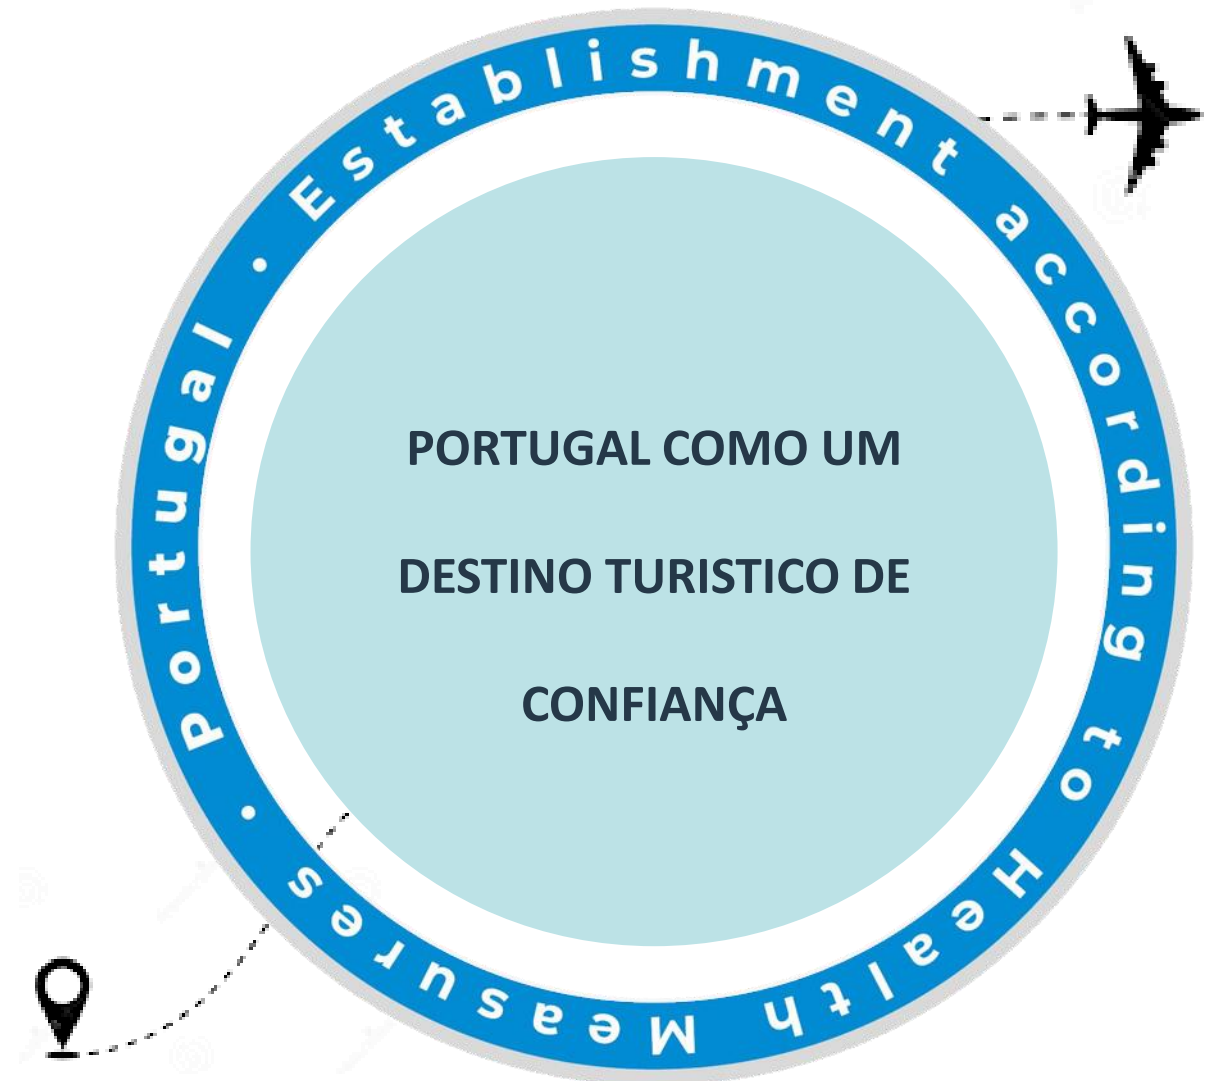 Portugal • Establishment according to Health Measures •
PORTUGAL COMO UM
DESTINO TURISTICO DE
CONFIANÇA